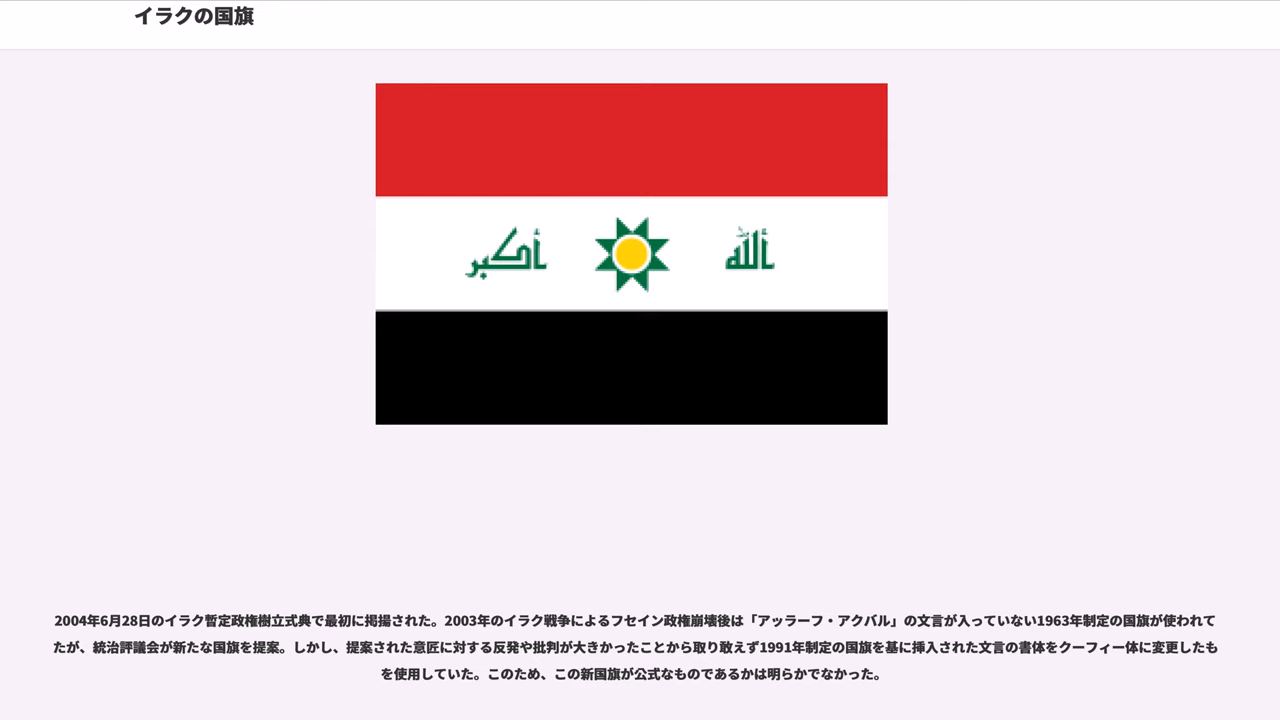 イラクの国旗
ألله أكبر
2004年6月28日のイラク暫定政権樹立式典で最初に掲揚された。2003年のイラク戦争によるフセイン政権崩壊後は「アッラーフ・アクバル」の文言が入っていない1963年制定の国旗が使われて
たが、統治評議会が新たな国旗を提案。しかし、提案された意匠に対する反発や批判が大きかったことから取り敢えず1991年制定の国旗を基に挿入された文言の書体をクーフィー体に変更したも
を使用していた。このため、この新国旗が公式なものであるかは明らかでなかった。